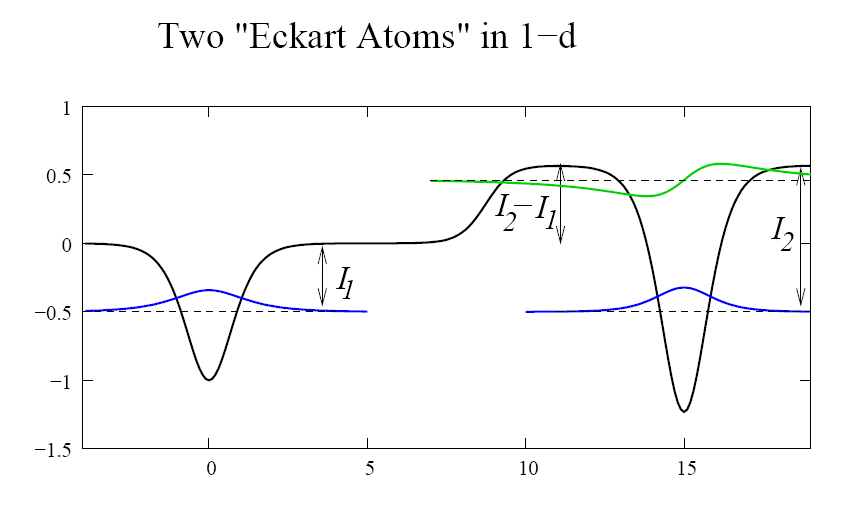 Two "Eckart Atoms" in 1−d
1
0.5
0
−0.5
−1
−1.5
I₁
I₂−I₁
I₂
0
5
10
15